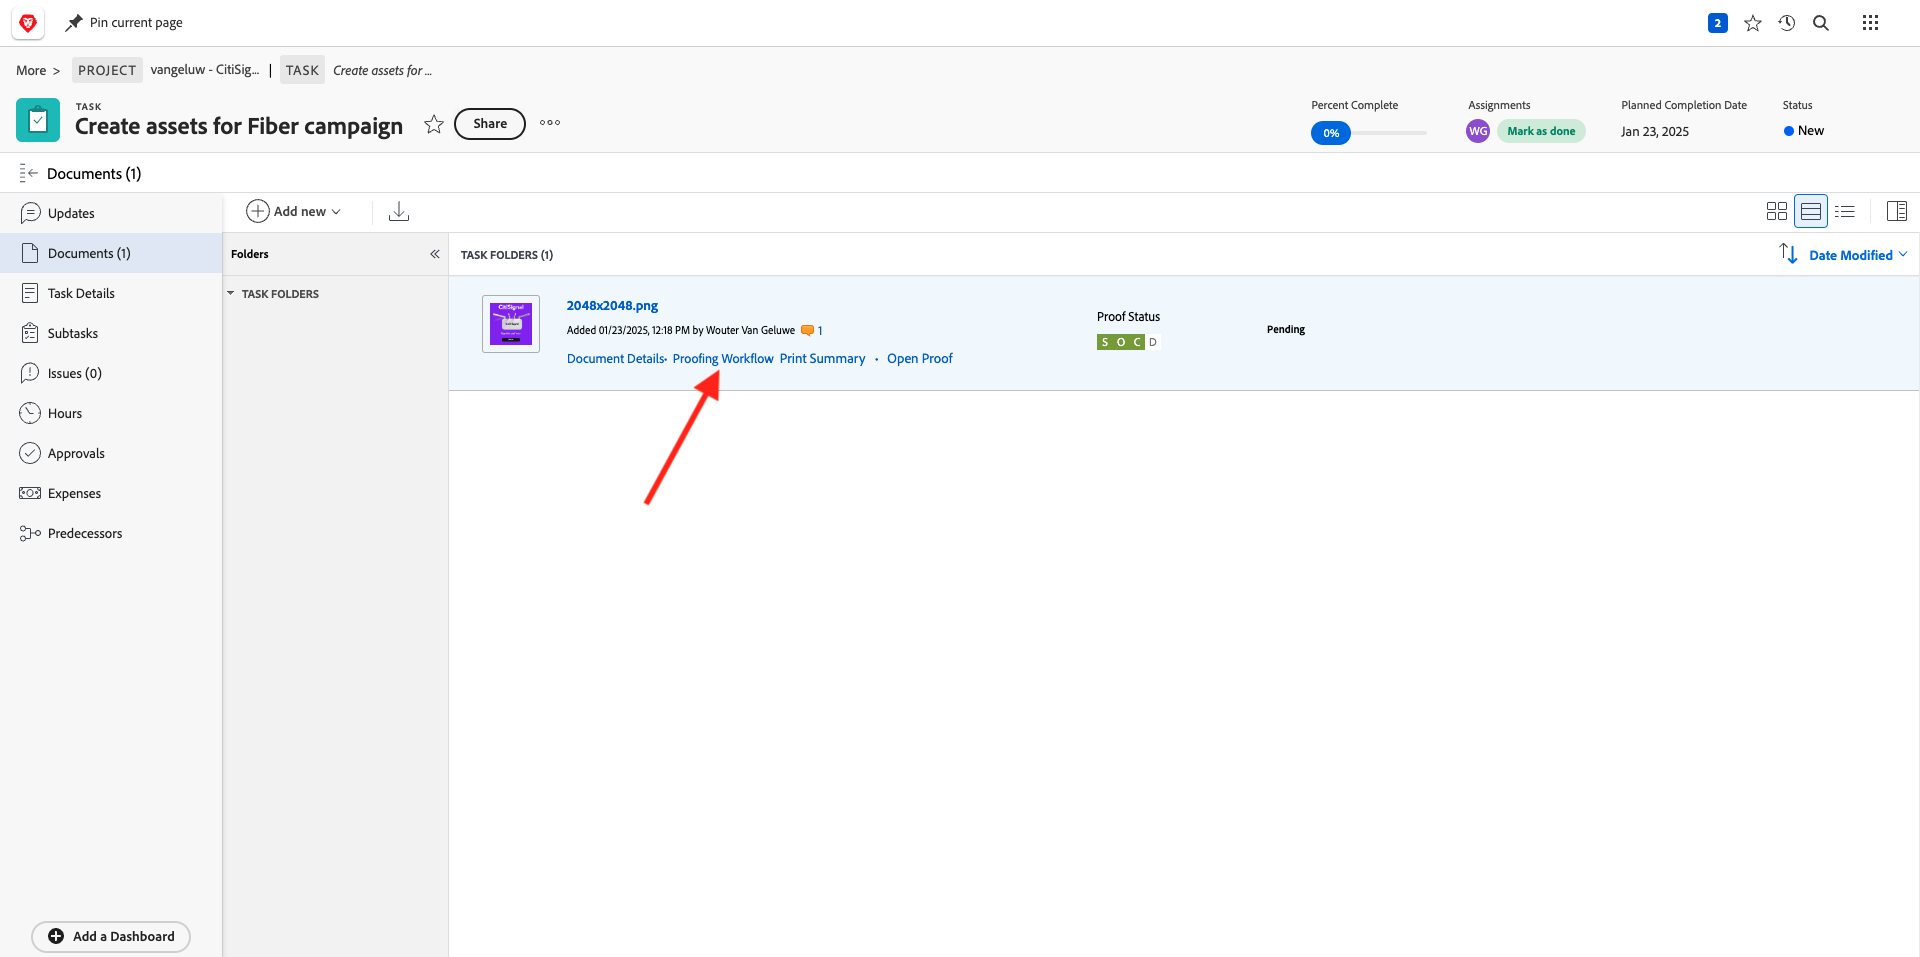 Pin current page
2
More > PROJECT vangeluw - CitiSig... | TASK Create assets for ...
TASK
Create assets for Fiber campaign
Share
Percent Complete
0%
Assignments
WG Mark as done
Planned Completion Date
Jan 23, 2025
Status
New
Documents (1)
Updates
Documents (1)
Task Details
Subtasks
Issues (0)
Hours
Approvals
Expenses
Predecessors
Add a Dashboard
Add new
Folders
TASK FOLDERS
TASK FOLDERS (1)
Date Modified
CitiSignal
2048x2048.png
Added 01/23/2025, 12:18 PM by Wouter Van Geluwe 1
Document Details• Proofing Workflow Print Summary • Open Proof
Proof Status
S O C D
Pending